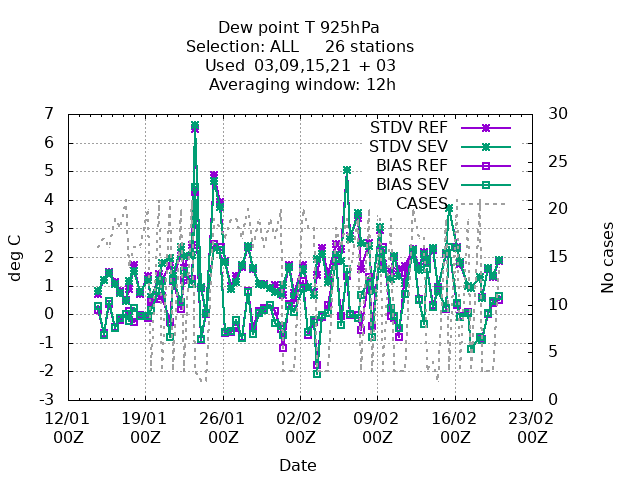 Dew point T 925hPa
Selection: ALL 26 stations
Used 03,09,15,21 + 03
Averaging window: 12h
7
6
5
4
3
2
1
0
-1
-2
-3
deg C
30
25
20
15
10
5
0
No cases
STDV REF
STDV SEV
BIAS REF
BIAS SEV
CASES
12/01 19/01 26/01 02/02 09/02 16/02 23/02
00Z 00Z 00Z 00Z 00Z 00Z 00Z
Date